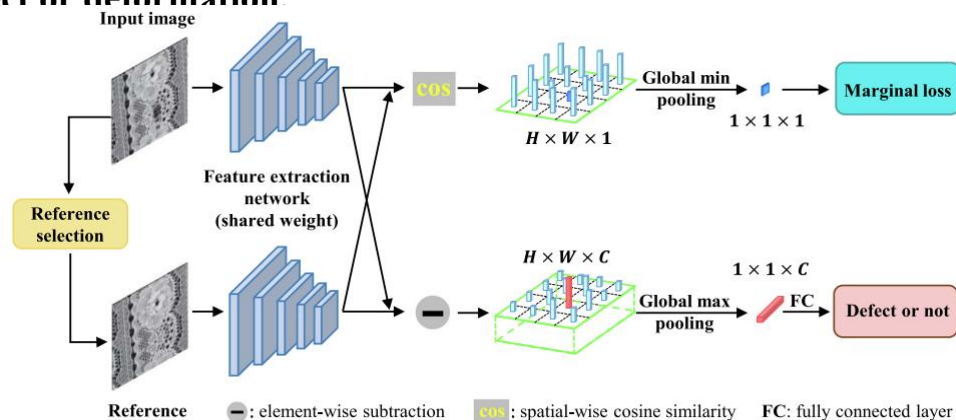 or deformation.
Input image
cos
Global min
pooling
H × W × 1
1 × 1 × 1
Marginal loss
Feature extraction
network
(shared weight)
Reference
selection
H × W × C
1 × 1 × C
Global max
pooling
FC
Defect or not
Reference
−: element-wise subtraction
cos: spatial-wise cosine similarity
FC: fully connected layer